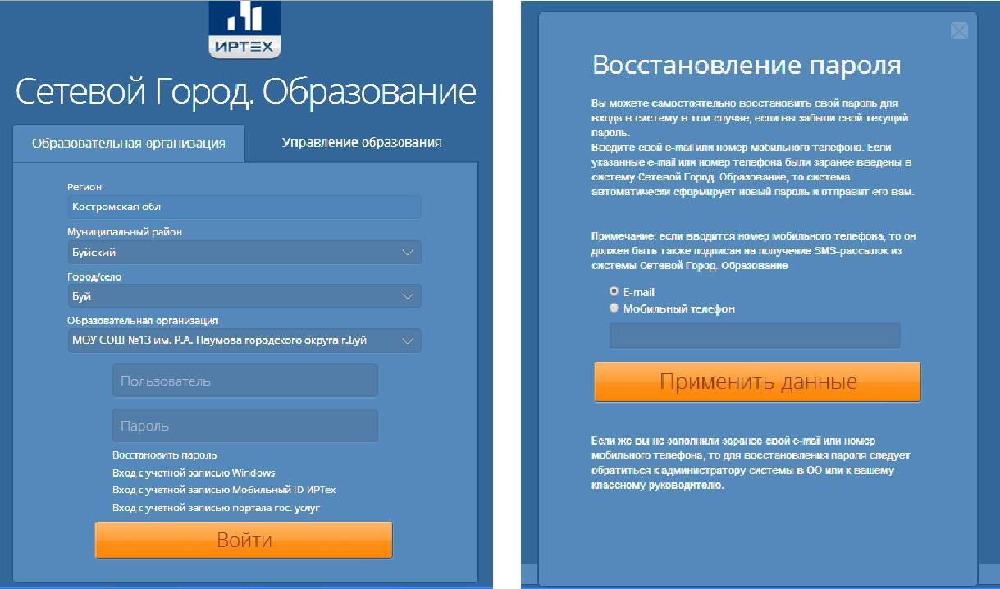 ИРТЕХ
Сетевой Город. Образование
Образовательная организация
Управление образования
Регион
Костромская обл
Муниципальный район
Буйский
Город/село
Буй
Образовательная организация
МОУ СОШ №13 им. Р.А. Наумова городского округа г.Буй
Пользователь
Пароль
Восстановить пароль
Вход с учетной записью Windows
Вход с учетной записью Мобильный ID ИРТех
Вход с учетной записью портала гос. услуг
Войти
Восстановление пароля
Вы можете самостоятельно восстановить свой пароль для
входа в систему в том случае, если вы забыли свой текущий
пароль.
Введите свой e-mail или номер мобильного телефона. Если
указанные e-mail или номер телефона были заранее введены в
систему Сетевой Город. Образование, то система
автоматически сформирует новый пароль и отправит его вам.
Примечание: если вводится номер мобильного телефона, то он
должен быть также подписан на получение SMS-рассылок из
системы Сетевой Город. Образование
E-mail
Мобильный телефон
Применить данные
Если же вы не заполнили заранее свой e-mail или номер
мобильного телефона, то для восстановления пароля следует
обратиться к администратору системы в ОО или к вашему
классному руководителю.